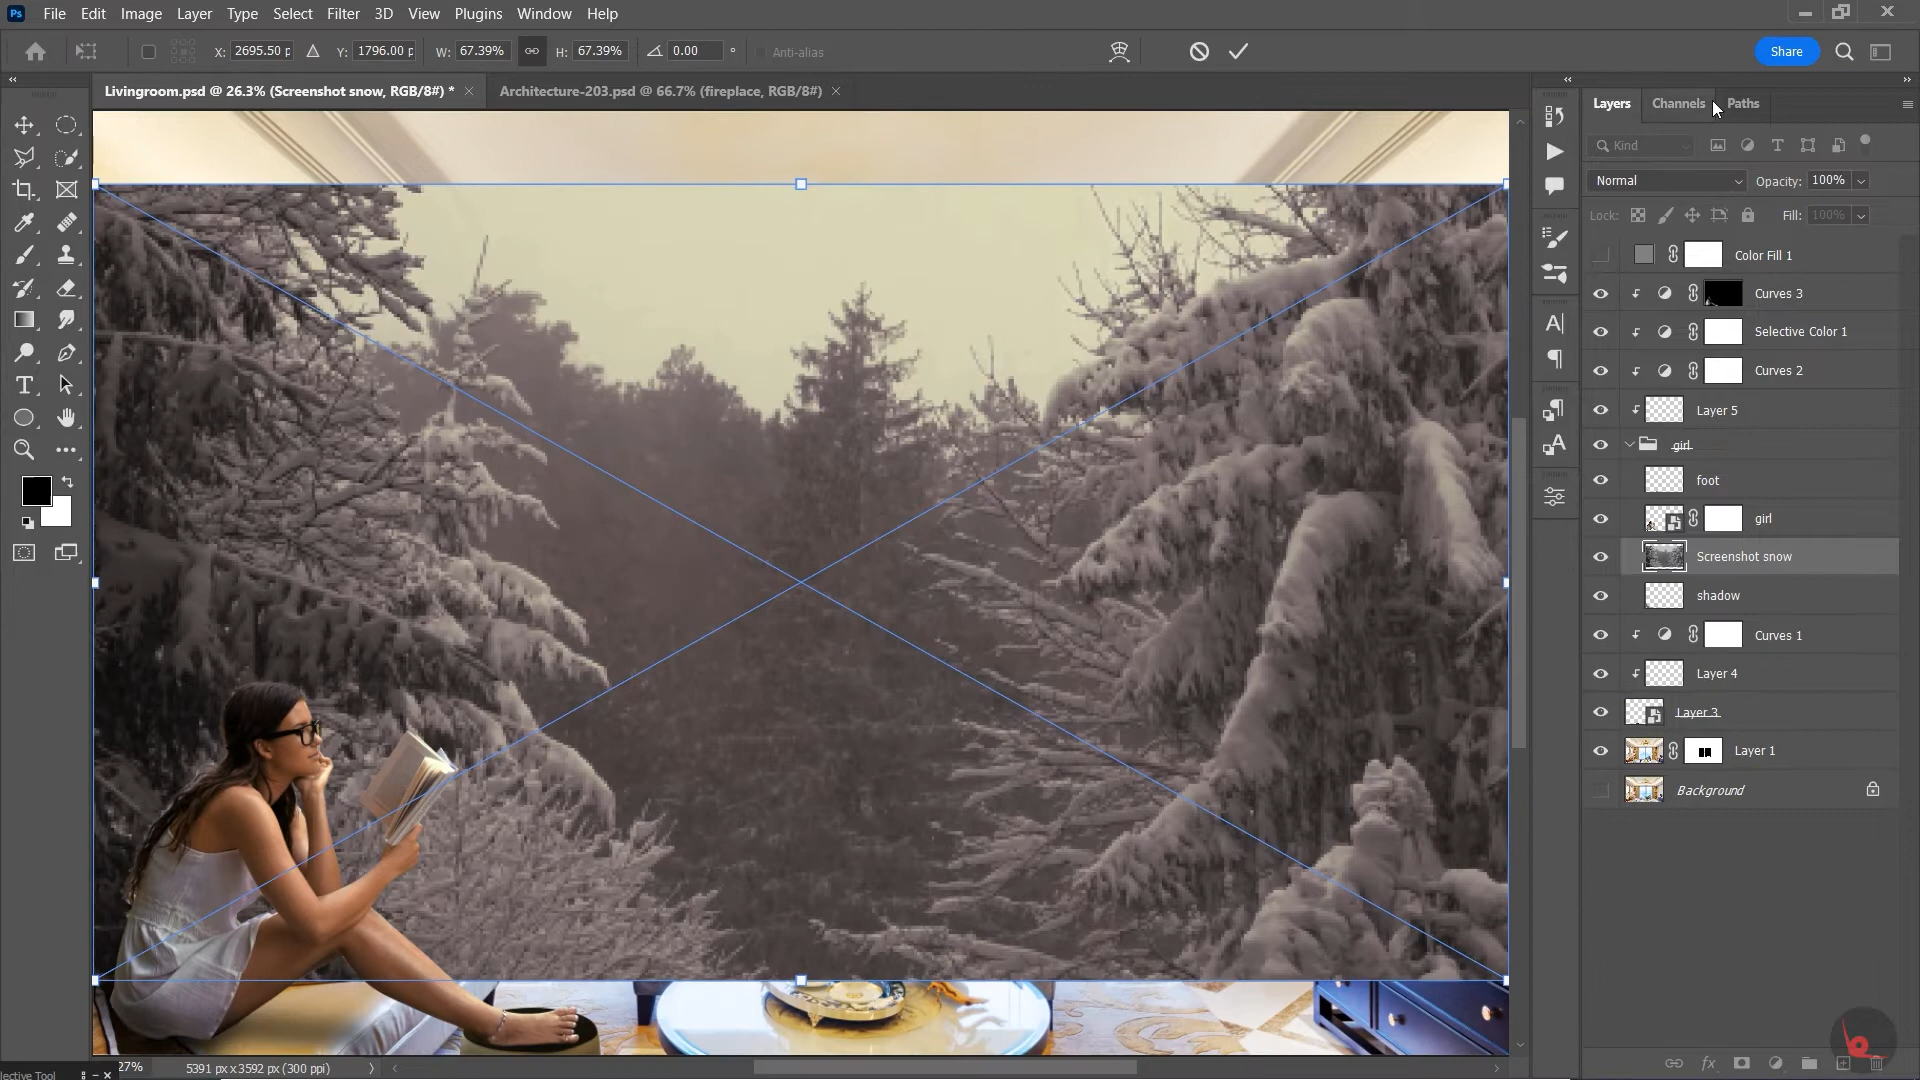 Ps File Edit Image Layer Type Select Filter 3D View Plugins Window Help
X: 2695.50 p Y: 1796.00 p W: 67.39% H: 67.39% 0.00 ° Anti-alias Share
Livingroom.psd @ 26.3% (Screenshot snow, RGB/8#) * Architecture-203.psd @ 66.7% (fireplace, RGB/8#)
Layers Channels Paths
Kind
Normal Opacity: 100%
Lock: Fill: 100%
Color Fill 1
Curves 3
Selective Color 1
Curves 2
Layer 5
girl
foot
girl
Screenshot snow
shadow
Curves 1
Layer 4
Layer 3
Layer 1
Background
27% 5391 px x 3592 px (300 ppi)
lective Tool
fx